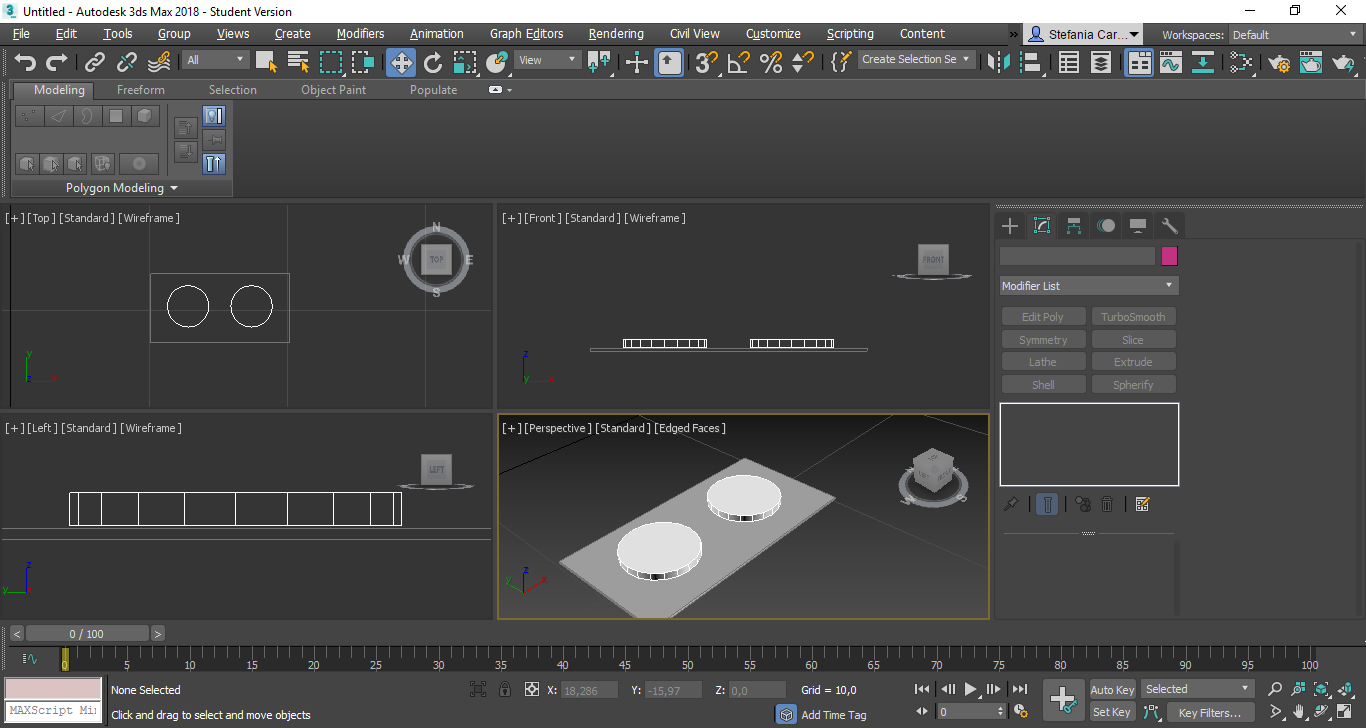 Untitled - Autodesk 3ds Max 2018 - Student Version
File Edit Tools Group Views Create Modifiers Animation Graph Editors Rendering Civil View Customize Scripting Content » Stefania Car... Workspaces: Default
All View 3 Create Selection Se
Modeling Freeform Selection Object Paint Populate
Polygon Modeling
[+] [Top] [Standard] [Wireframe]
N
W TOP E
S
y
z x
[+] [Front] [Standard] [Wireframe]
FRONT
z
y x
Modifier List
Edit Poly TurboSmooth
Symmetry Slice
Lathe Extrude
Shell Spherify
[+] [Left] [Standard] [Wireframe]
LEFT
z
y x
[+] [Perspective] [Standard] [Edged Faces]
W S
z
y x
< 0 / 100 >
0 5 10 15 20 25 30 35 40 45 50 55 60 65 70 75 80 85 90 95 100
None Selected X: 18,286 Y: -15,97 Z: 0,0 Grid = 10,0
MAXScript Mi
Click and drag to select and move objects
Add Time Tag
0
Auto Key Selected
Set Key Key Filters...